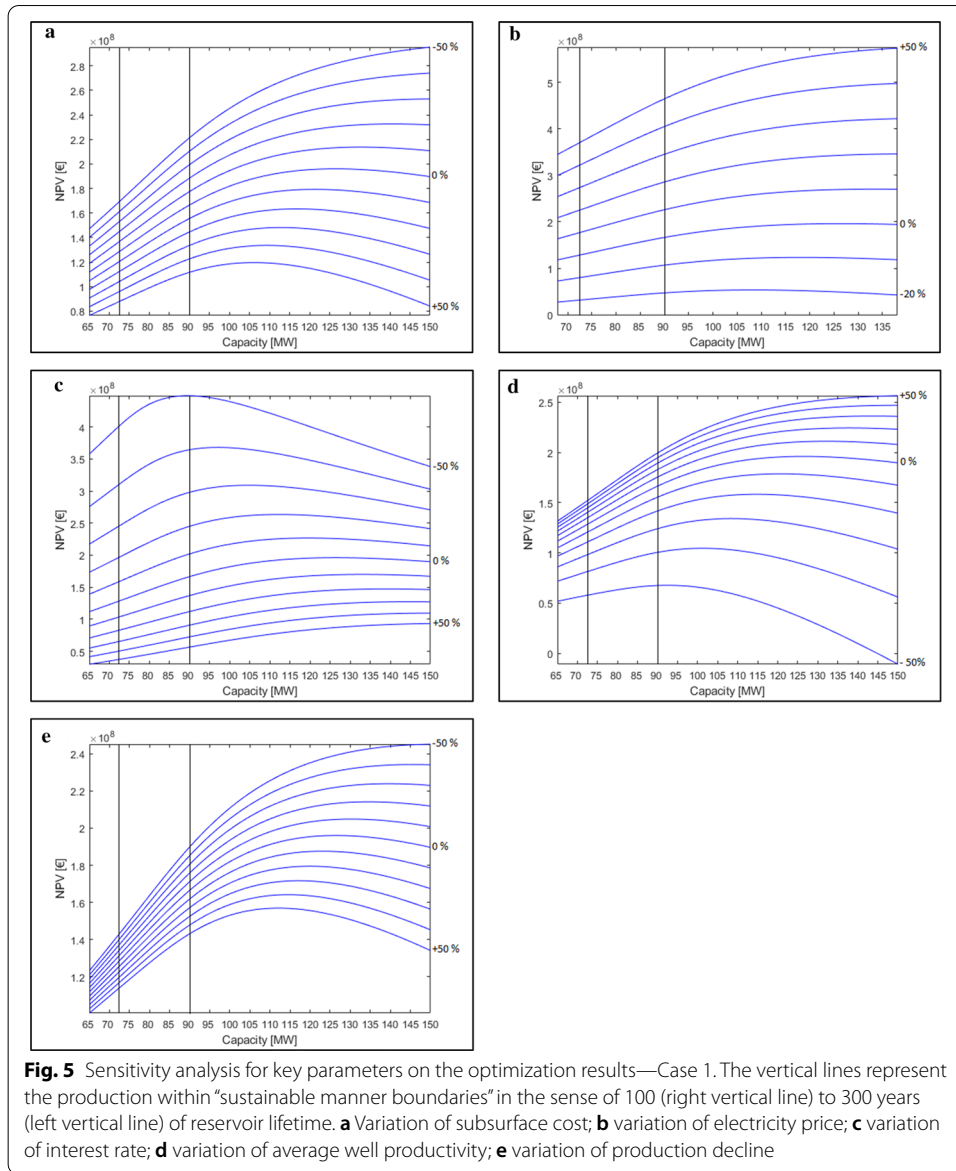 a
× 10⁸
-50 %
2.8
2.6
2.4
2.2
2
1.8
1.6
1.4
1.2
1
0.8
NPV [€]
0 %
+50 %
65 70 75 80 85 90 95 100 105 110 115 120 125 130 135 140 145 150
Capacity [MW]
b
× 10⁸
+50 %
5
4
3
2
1
0
NPV [€]
0 %
-20 %
70 75 80 85 90 95 100 105 110 115 120 125 130 135
Capacity [MW]
c
× 10⁸
4
3.5
3
2.5
2
1.5
1
0.5
NPV [€]
-50 %
0 %
+50 %
65 70 75 80 85 90 95 100 105 110 115 120 125 130 135 140 145 150
Capacity [MW]
d
× 10⁸
+50 %
2.5
2
1.5
1
0.5
0
NPV [€]
0 %
- 50%
65 70 75 80 85 90 95 100 105 110 115 120 125 130 135 140 145 150
Capacity [MW]
e
× 10⁸
-50 %
2.4
2.2
2
1.8
1.6
1.4
1.2
NPV [€]
0 %
+50 %
65 70 75 80 85 90 95 100 105 110 115 120 125 130 135 140 145 150
Capacity [MW]
Fig. 5 Sensitivity analysis for key parameters on the optimization results—Case 1. The vertical lines represent
the production within “sustainable manner boundaries” in the sense of 100 (right vertical line) to 300 years
(left vertical line) of reservoir lifetime. a Variation of subsurface cost; b variation of electricity price; c variation
of interest rate; d variation of average well productivity; e variation of production decline